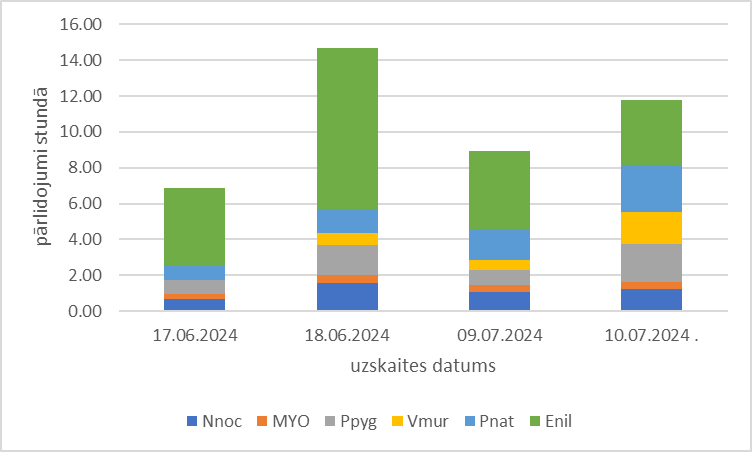 16.00
14.00
12.00
10.00
8.00
6.00
4.00
2.00
0.00
pārlidojumi stundā
17.06.2024 18.06.2024 09.07.2024 10.07.2024 .
uzskaites datums
Nnoc MYO Ppyg Vmur Pnat Enil